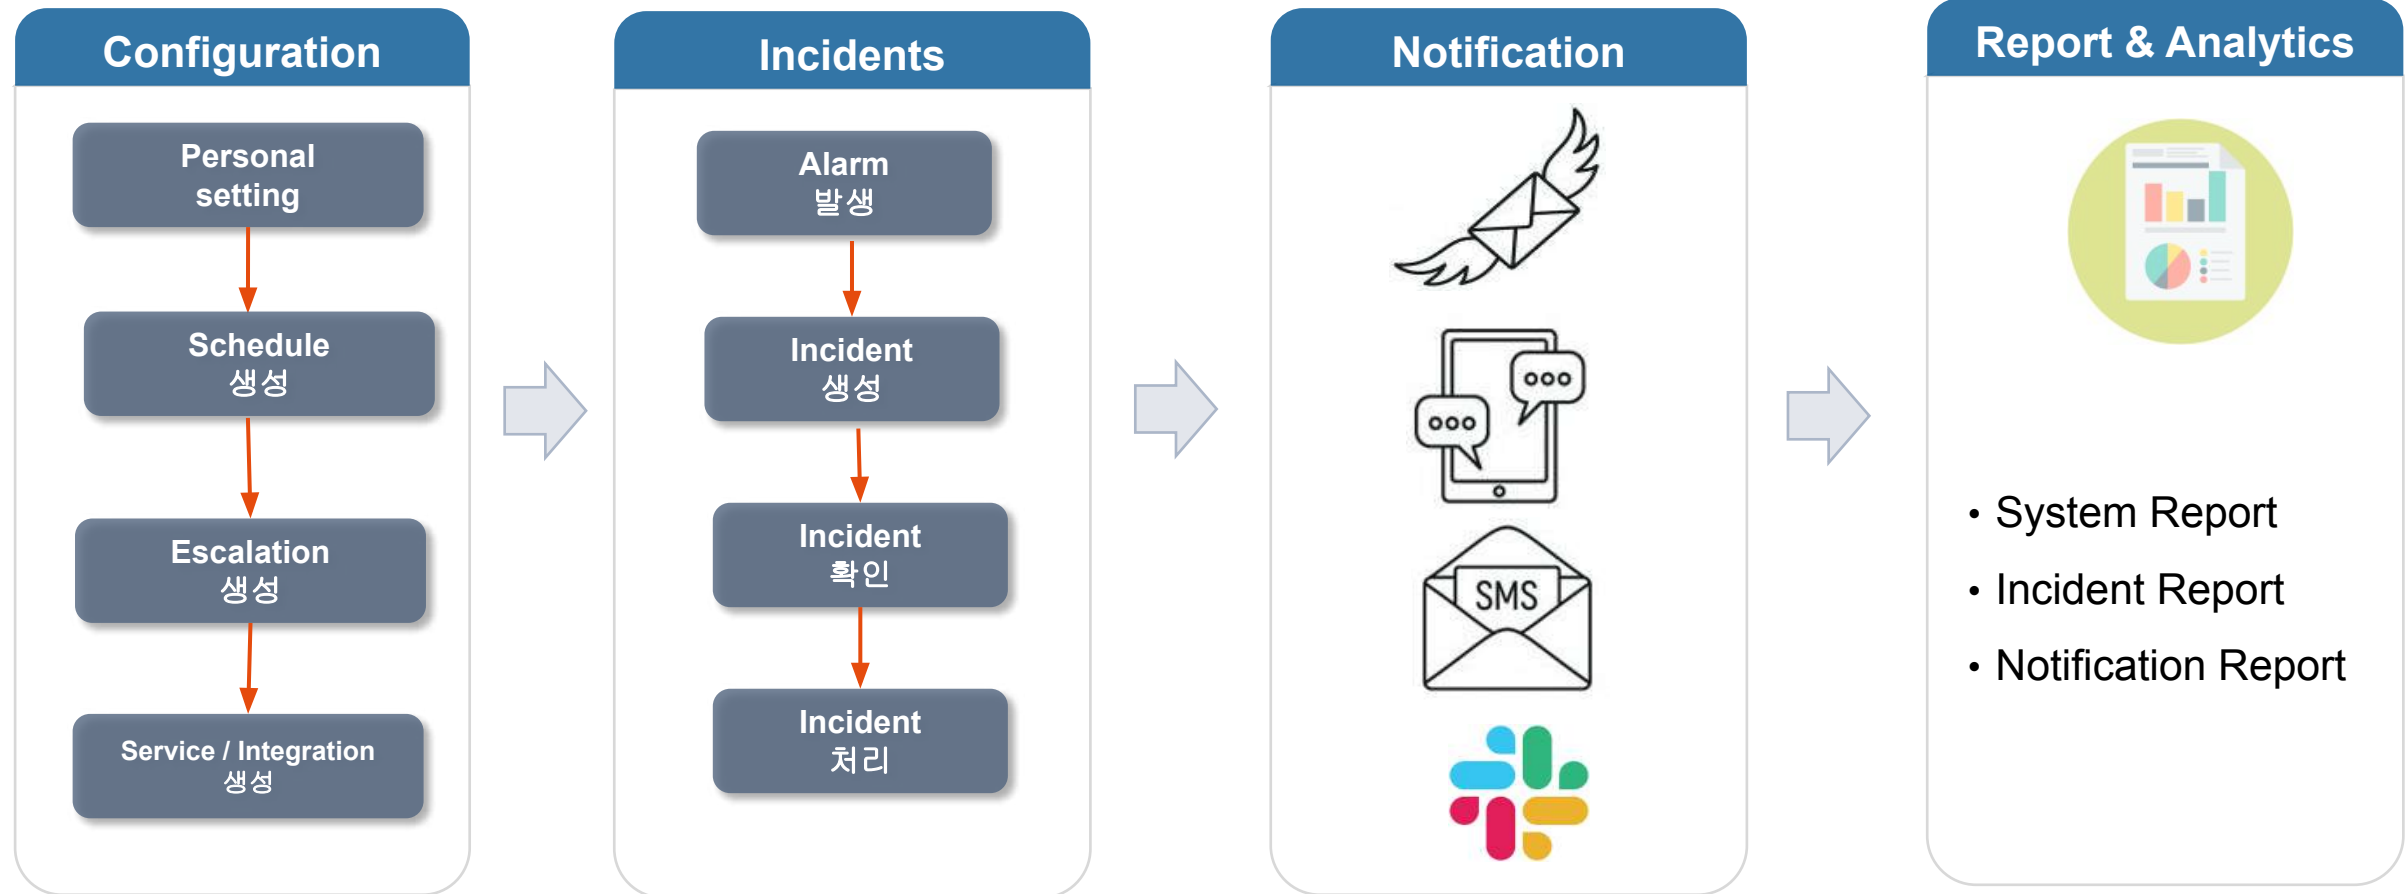 Configuration
Personal
setting
Schedule
생성
Escalation
생성
Service / Integration
생성
Incidents
Alarm
발생
Incident
생성
Incident
확인
Incident
처리
Notification
SMS
Report & Analytics
• System Report
• Incident Report
• Notification Report